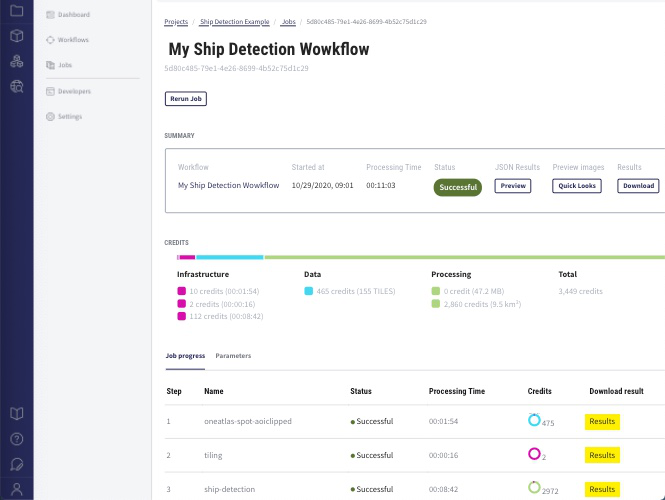 Dashboard
Workflows
Jobs
Developers
Settings
Projects / Ship Detection Example / Jobs / 5d80c485-79e1-4e26-8699-4b52c75d1c29
My Ship Detection Wowkflow
5d80c485-79e1-4e26-8699-4b52c75d1c29
Rerun Job
SUMMARY
Workflow Started at Processing Time Status JSON Results Preview images Results
My Ship Detection Wowkflow 10/29/2020, 09:01 00:11:03 Successful Preview Quick Looks Download
CREDITS
Infrastructure Data Processing Total
10 credits (00:01:54) 465 credits (155 TILES) 0 credit (47.2 MB) 3,449 credits
2 credits (00:00:16) 2,860 credits (9.5 km²)
112 credits (00:08:42)
Job progress Parameters
Step Name Status Processing Time Credits Download result
1 oneatlas-spot-aoiclipped Successful 00:01:54 475 Results
2 tiling Successful 00:00:16 2 Results
3 ship-detection Successful 00:08:42 2972 Results